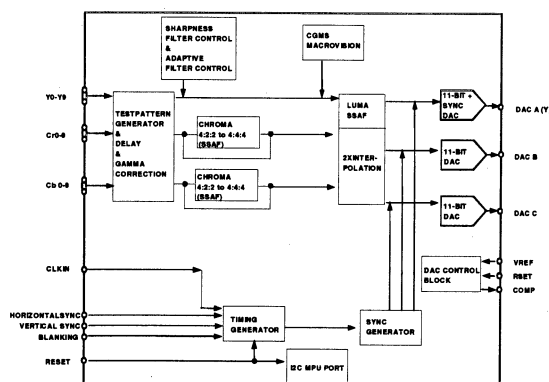 SHARPNESS
FILTER CONTROL
&
ADAPTIVE
FILTER CONTROL
CGMS
MACROVISION
Y0-Y9
Cr0-9
Cb 0-9
TESTPATTERN
GENERATOR
&
DELAY
&
GAMMA
CORRECTION
CHROMA
4:2:2 to 4:4:4
(SSAF)
CHROMA
4:2:2 to 4:4:4
(SSAF)
LUMA
SSAF
2XINTER-
POLATION
11-BIT +
SYNC
DAC
DAC A (Y
11-BIT
DAC
DAC B
11-BIT
DAC
DAC C
CLKIN
HORIZONTALSYNC
VERTICAL SYNC
BLANKING
RESET
TIMING
GENERATOR
SYNC
GENERATOR
I2C MPU PORT
DAC CONTROL
BLOCK
VREF
RSET
COMP